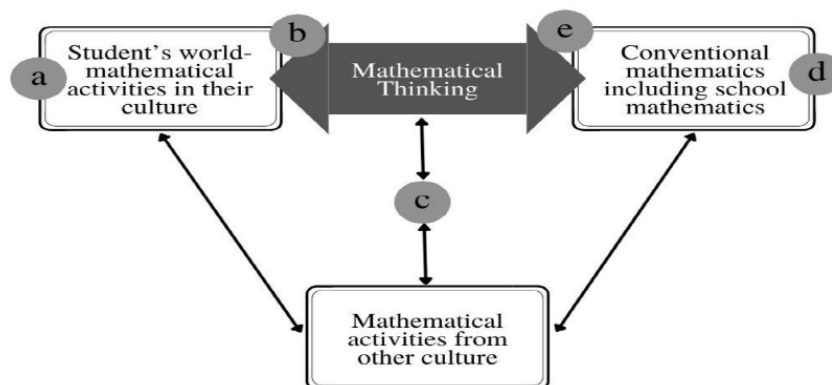 a
Student's world-
mathematical
activities in their
culture
b
Mathematical
Thinking
e
Conventional
mathematics
including school
mathematics
d
c
Mathematical
activities from
other culture